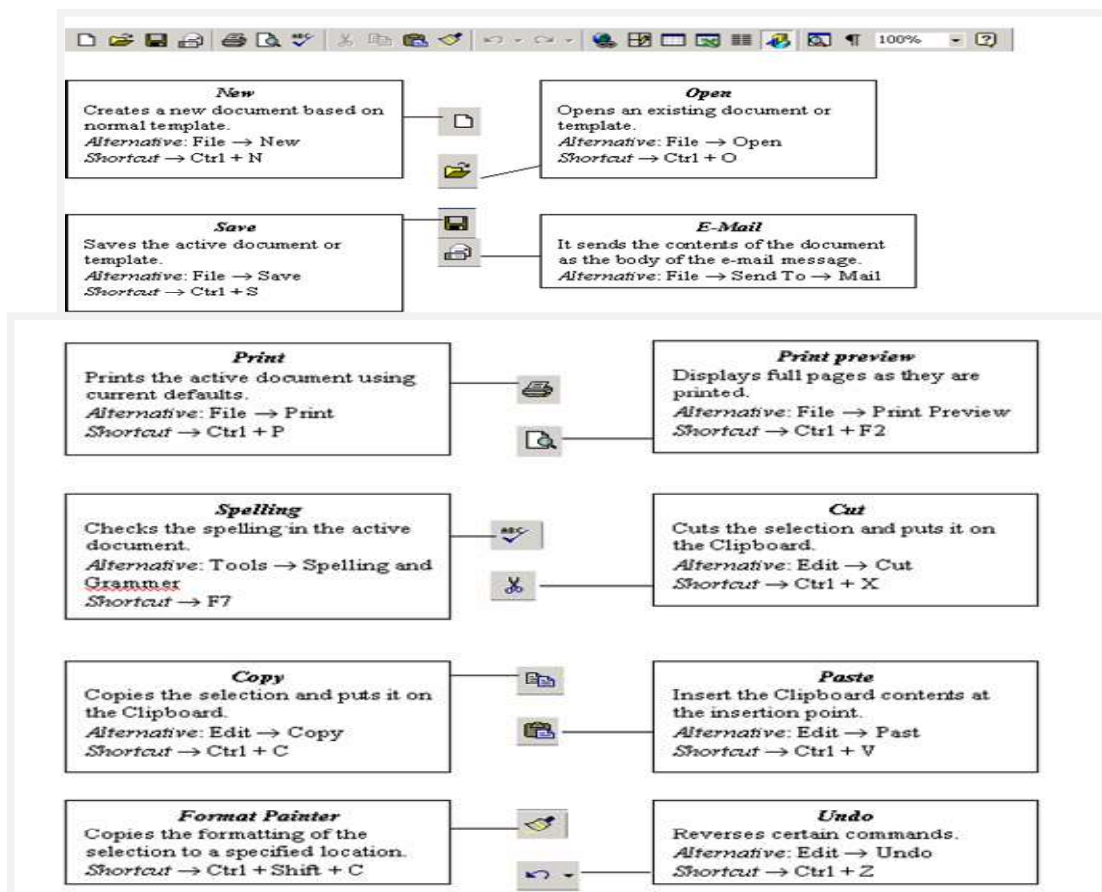 100%
New
Creates a new document based on
normal template.
Alternative: File → New
Shortcut → Ctrl + N
Open
Opens an existing document or
template.
Alternative: File → Open
Shortcut → Ctrl + O
Save
Saves the active document or
template.
Alternative: File → Save
Shortcut → Ctrl + S
E-Mail
It sends the contents of the document
as the body of the e-mail message.
Alternative: File → Send To → Mail
Print
Prints the active document using
current defaults.
Alternative: File → Print
Shortcut → Ctrl + P
Print preview
Displays full pages as they are
printed.
Alternative: File → Print Preview
Shortcut → Ctrl + F2
Spelling
Checks the spelling in the active
document.
Alternative: Tools → Spelling and
Grammer
Shortcut → F7
ABC
Cut
Cuts the selection and puts it on
the Clipboard.
Alternative: Edit → Cut
Shortcut → Ctrl + X
Copy
Copies the selection and puts it on
the Clipboard.
Alternative: Edit → Copy
Shortcut → Ctrl + C
Paste
Insert the Clipboard contents at
the insertion point.
Alternative: Edit → Past
Shortcut → Ctrl + V
Format Painter
Copies the formatting of the
selection to a specified location.
Shortcut → Ctrl + Shift + C
Undo
Reverses certain commands.
Alternative: Edit → Undo
Shortcut → Ctrl + Z